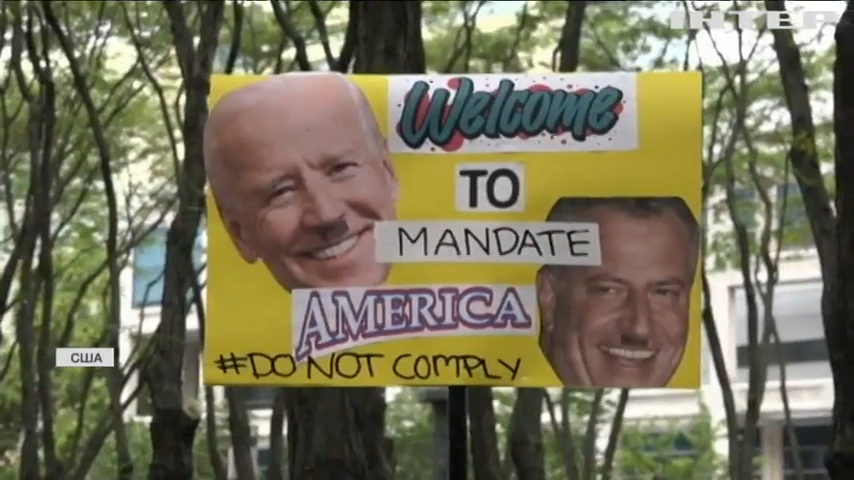 ІНТЕР
Welcome
TO
MANDATE
AMERICA
#DO NOT COMPLY
США